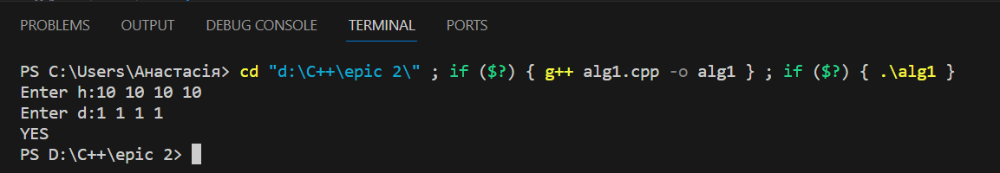 PROBLEMS OUTPUT DEBUG CONSOLE TERMINAL PORTS
PS C:\Users\Анастасія> cd "d:\C++\epic 2\" ; if ($?) { g++ alg1.cpp -o alg1 } ; if ($?) { .\alg1 }
Enter h:10 10 10 10
Enter d:1 1 1 1
YES
PS D:\C++\epic 2>